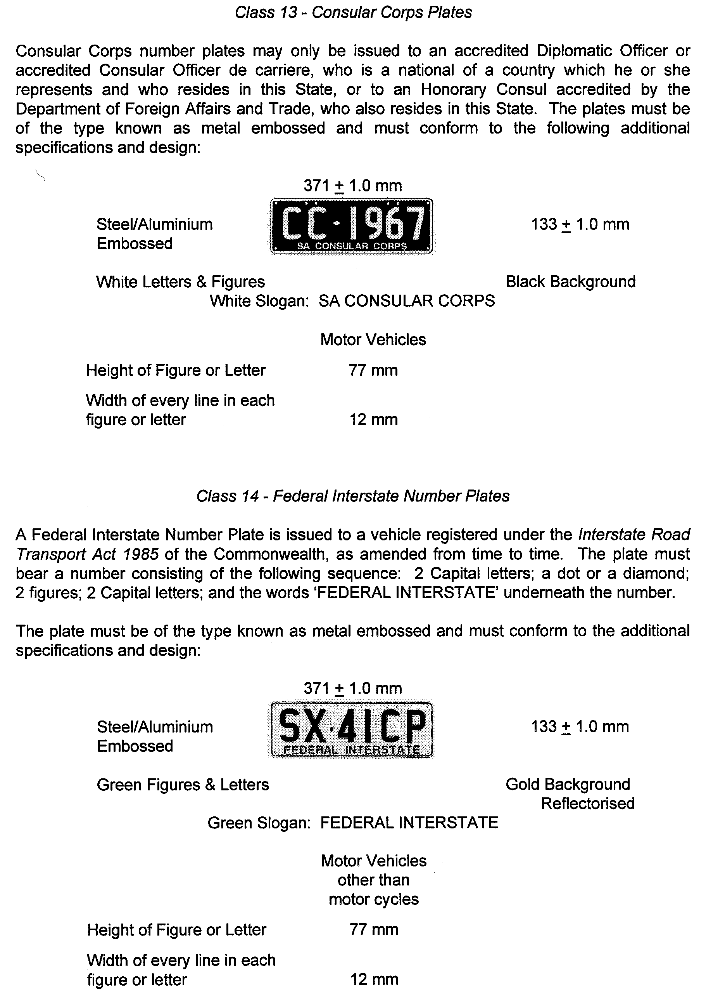 Class 13 - Consular Corps Plates
Consular Corps number plates may only be issued to an accredited Diplomatic Officer or
accredited Consular Officer de carriere, who is a national of a country which he or she
represents and who resides in this State, or to an Honorary Consul accredited by the
Department of Foreign Affairs and Trade, who also resides in this State. The plates must be
of the type known as metal embossed and must conform to the following additional
specifications and design:
371 ± 1.0 mm
Steel/Aluminium
Embossed
CC·1967
SA CONSULAR CORPS
133 ± 1.0 mm
White Letters & Figures
Black Background
White Slogan: SA CONSULAR CORPS
Motor Vehicles
Height of Figure or Letter 77 mm
Width of every line in each
figure or letter 12 mm
Class 14 - Federal Interstate Number Plates
A Federal Interstate Number Plate is issued to a vehicle registered under the Interstate Road
Transport Act 1985 of the Commonwealth, as amended from time to time. The plate must
bear a number consisting of the following sequence: 2 Capital letters; a dot or a diamond;
2 figures; 2 Capital letters; and the words ‘FEDERAL INTERSTATE’ underneath the number.
The plate must be of the type known as metal embossed and must conform to the additional
specifications and design:
371 ± 1.0 mm
Steel/Aluminium
Embossed
SX·41CP
FEDERAL INTERSTATE
133 ± 1.0 mm
Green Figures & Letters
Gold Background
Reflectorised
Green Slogan: FEDERAL INTERSTATE
Motor Vehicles
other than
motor cycles
Height of Figure or Letter 77 mm
Width of every line in each
figure or letter 12 mm